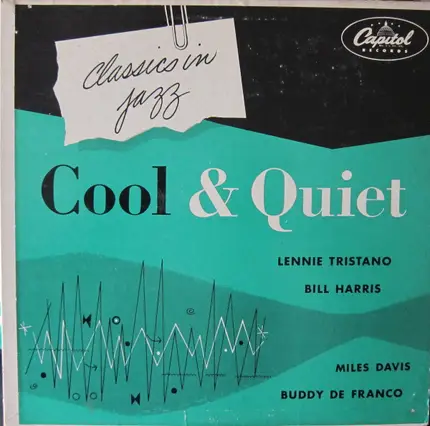 Classics in
jazz
Capitol
RECORDS
Cool & Quiet
LENNIE TRISTANO
BILL HARRIS
MILES DAVIS
BUDDY DE FRANCO